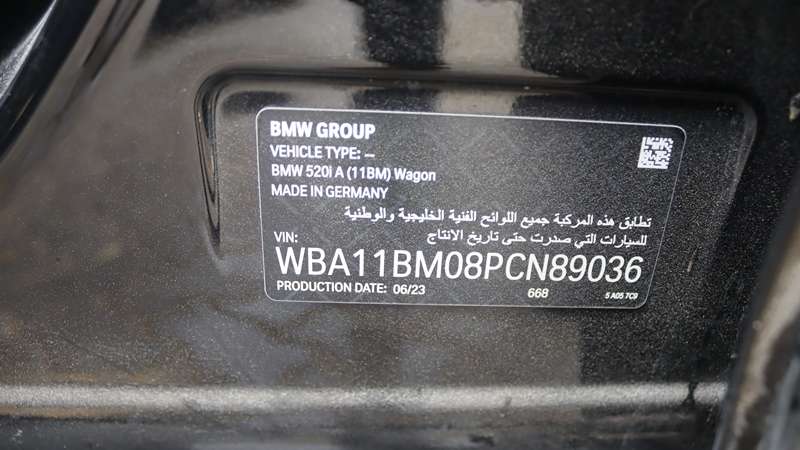 BMW GROUP
VEHICLE TYPE: –
BMW 520i A (11BM) Wagon
MADE IN GERMANY
تطابق هذه المركبة جميع اللوائح الفنية الخليجية والوطنية
للسيارات التي صدرت حتى تاريخ الانتاج
VIN:
WBA11BM08PCN89036
PRODUCTION DATE: 06/23 668 5 A05 7C9